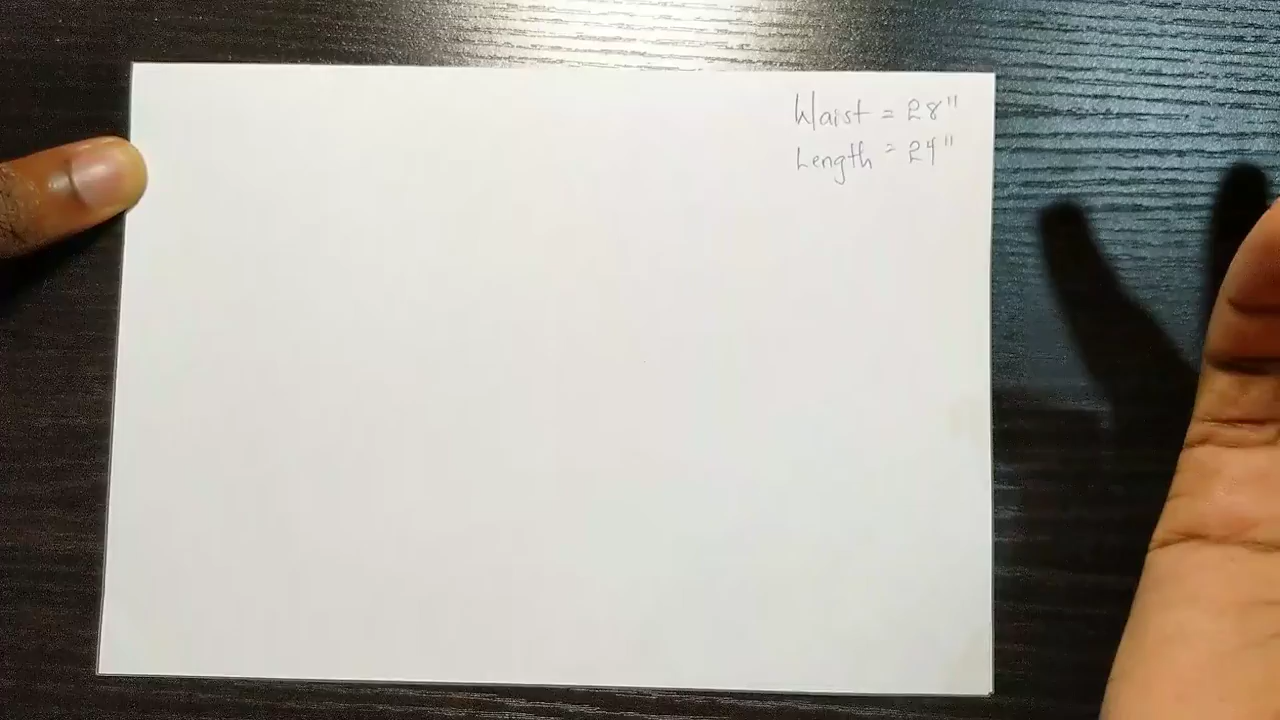 Waist = 28"
Length = 24"